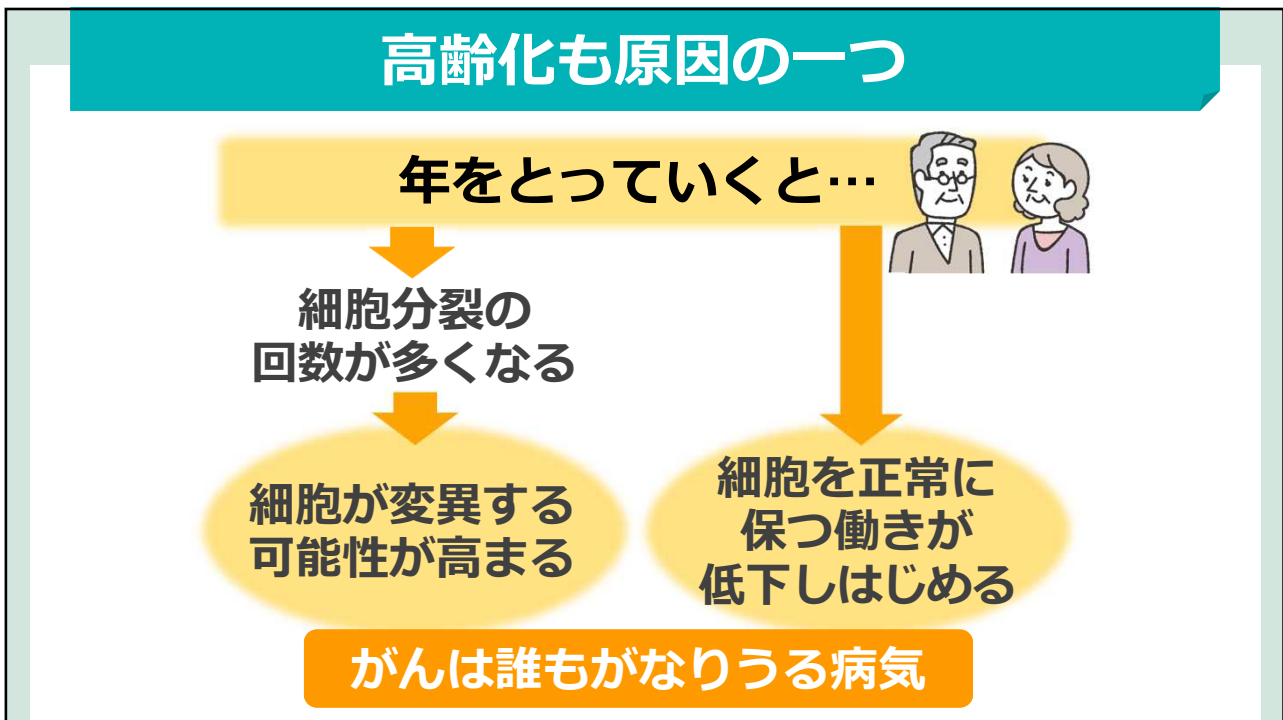 高齢化も原因の一つ
年をとっていくと…
細胞分裂の
回数が多くなる
細胞が変異する
可能性が高まる
細胞を正常に
保つ働きが
低下しはじめる
がんは誰もがなりうる病気